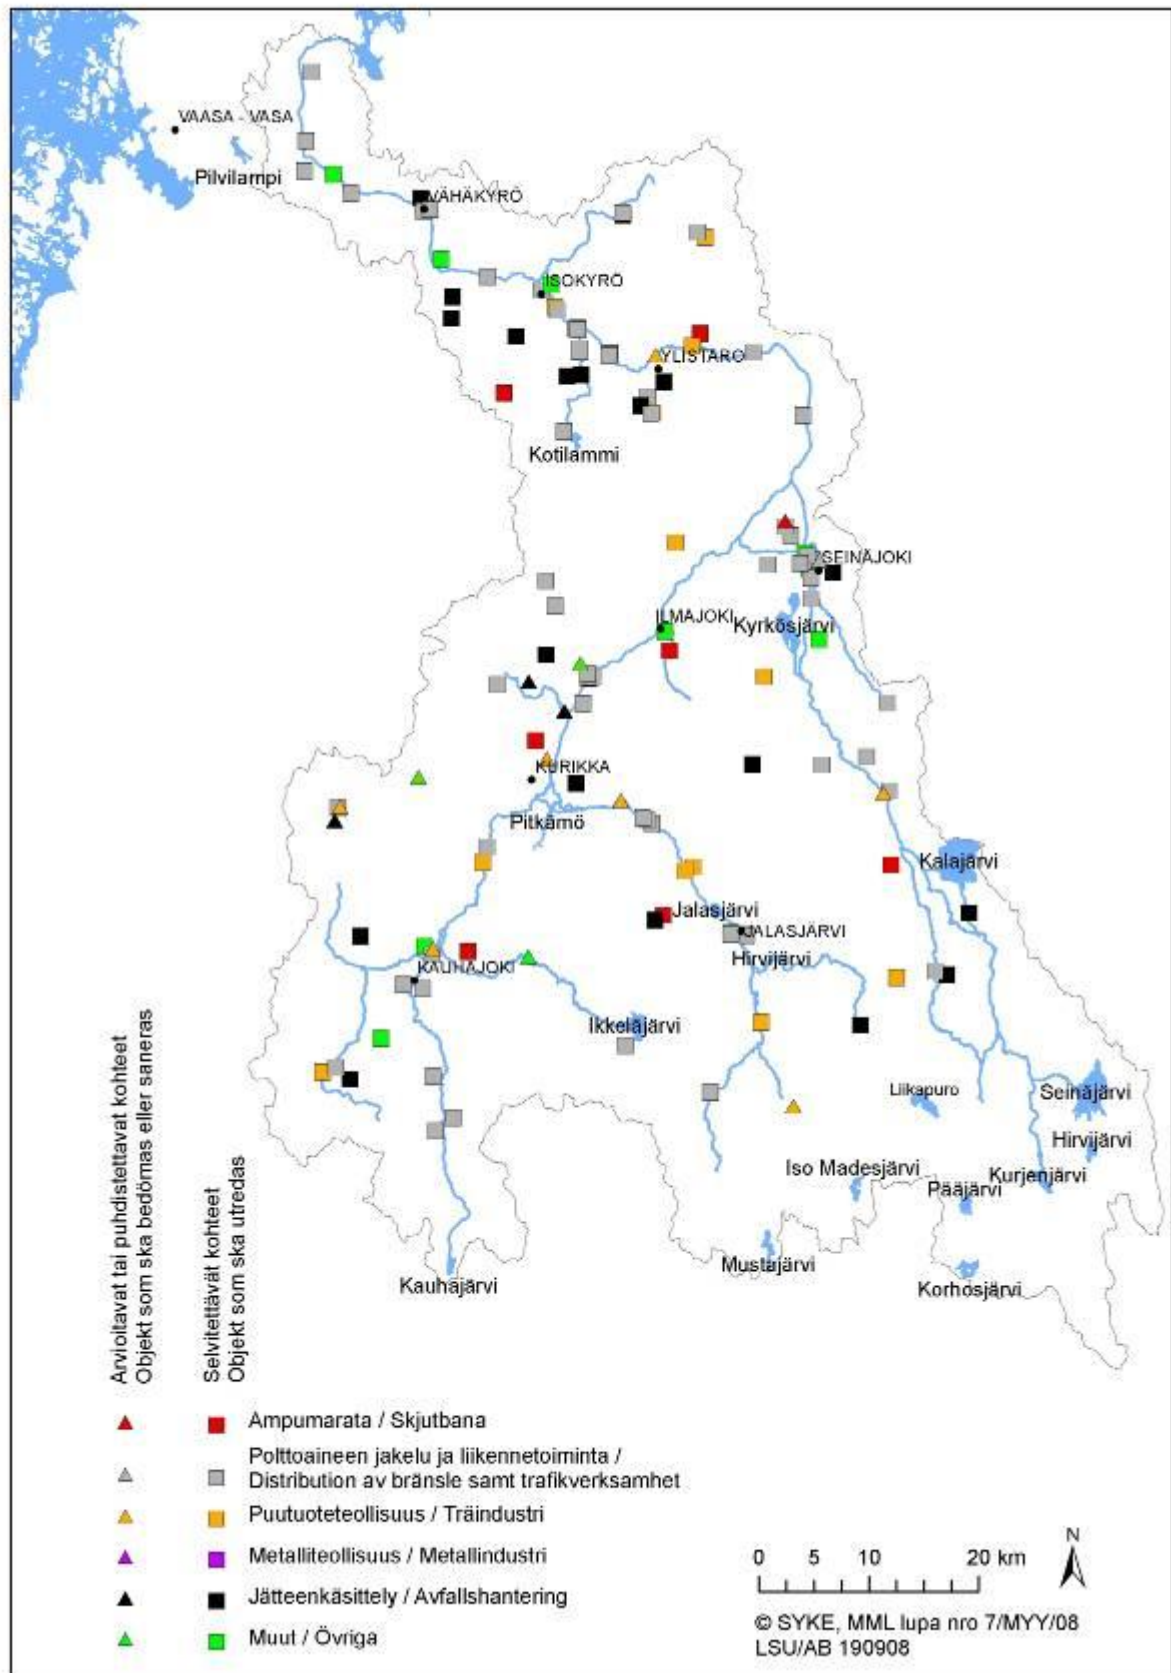 VAASA - VASA
Pilvilampi
VÄHÄKYRÖ
ISOKYRÖ
YLISTARO
Kotilammi
SEINÄJOKI
ILMAJOKI
Kyrkösjärvi
KURIKKA
Pitkämö
Kalajärvi
Jalasjärvi
JALASJÄRVI
Hirvijärvi
KAUHAJOKI
Ikkeläjärvi
Liikapuro
Seinäjärvi
Hirvijärvi
Iso Madesjärvi
Kurjenjärvi
Pääjärvi
Mustajärvi
Korhosjärvi
Kauhajärvi
Arvioitavat tai puhdistettavat kohteet
Objekt som ska bedömas eller saneras
Selvitettävät kohteet
Objekt som ska utredas
Ampumarata / Skjutbana
Polttoaineen jakelu ja liikennetoiminta /
Distribution av bränsle samt trafikverksamhet
Puutuoteteollisuus / Träindustri
Metalliteollisuus / Metallindustri
Jätteenkäsittely / Avfallshantering
Muut / Övriga
N
0 5 10 20 km
© SYKE, MML lupa nro 7/MYY/08
LSU/AB 190908